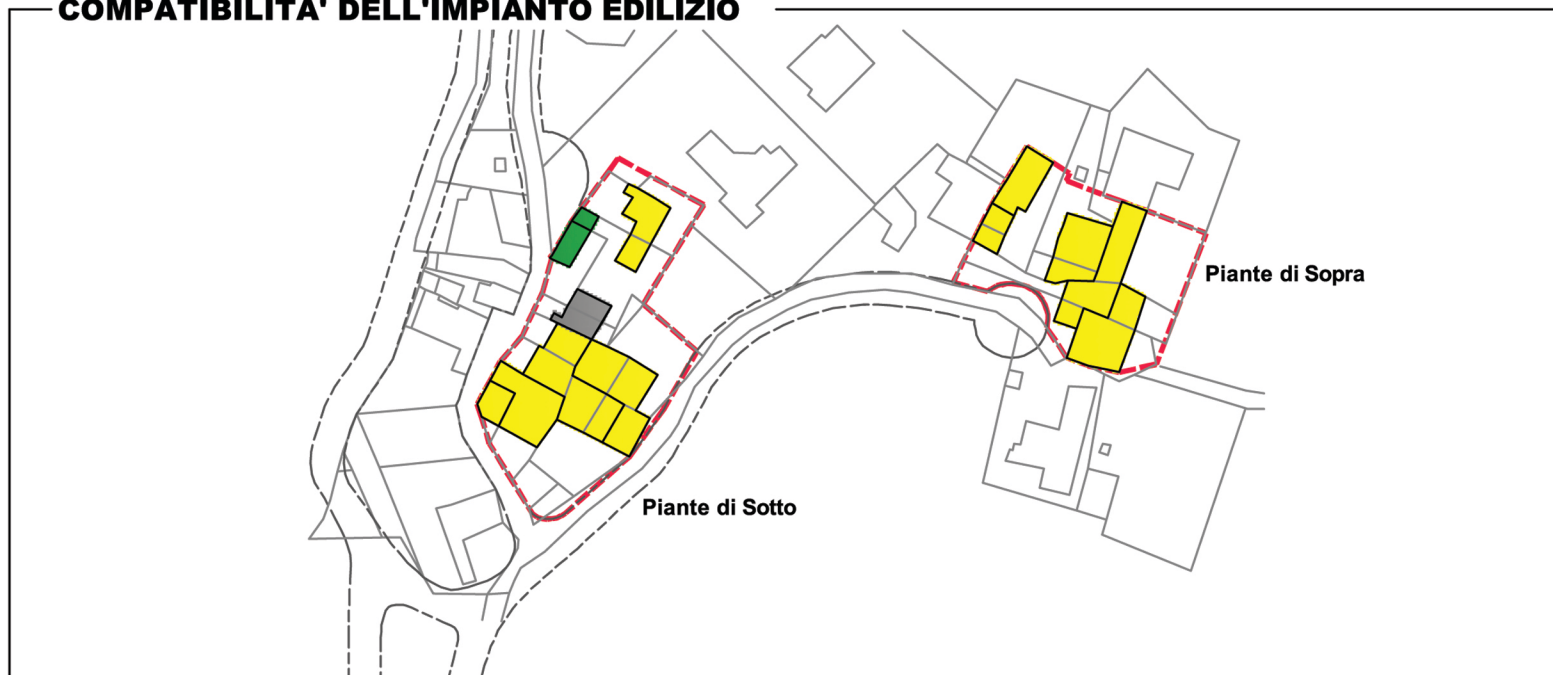 COMPATIBILITA' DELL'IMPIANTO EDILIZIO
Piante di Sopra
Piante di Sotto